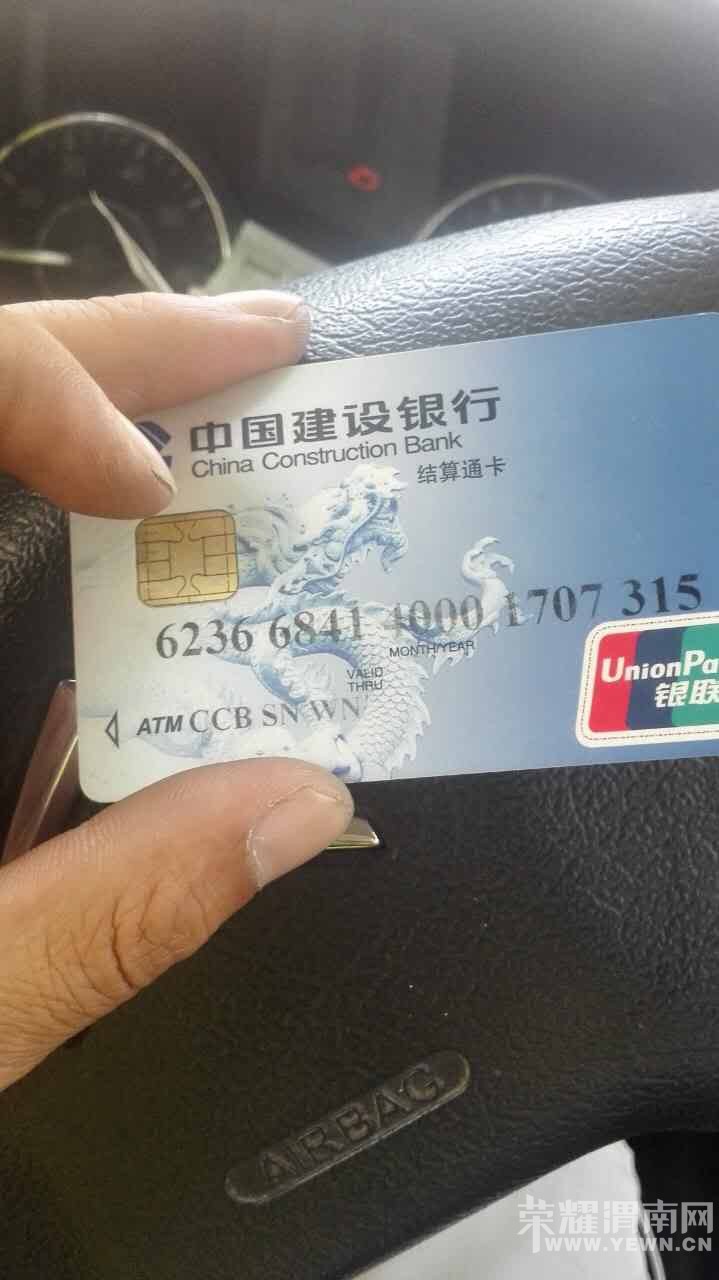 中国建设银行
China Construction Bank
结算通卡
6236 6841 4000 1707 315
MONTH/YEAR
VALID
THRU
ATM CCB SN WN
UnionPa
银联
AIRBAG
荣耀渭南网
WWW.YEWN.CN